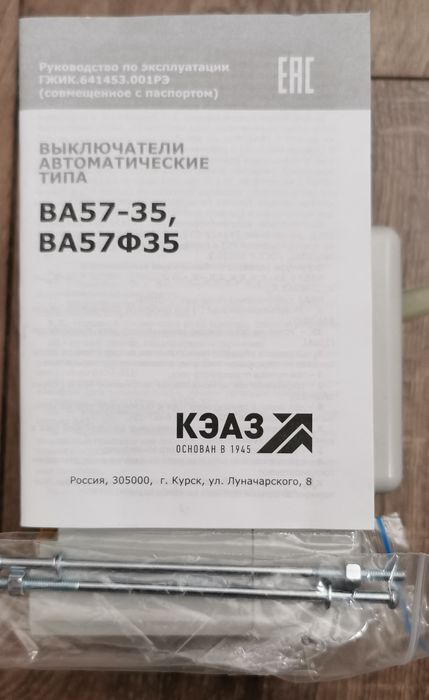 Руководство по эксплуатации
ГЖИК.641453.001РЭ
(совмещенное с паспортом)
ЕАС
ВЫКЛЮЧАТЕЛИ
АВТОМАТИЧЕСКИЕ
ТИПА
ВА57-35,
ВА57Ф35
КЭАЗ
ОСНОВАН В 1945
Россия, 305000, г. Курск, ул. Луначарского, 8